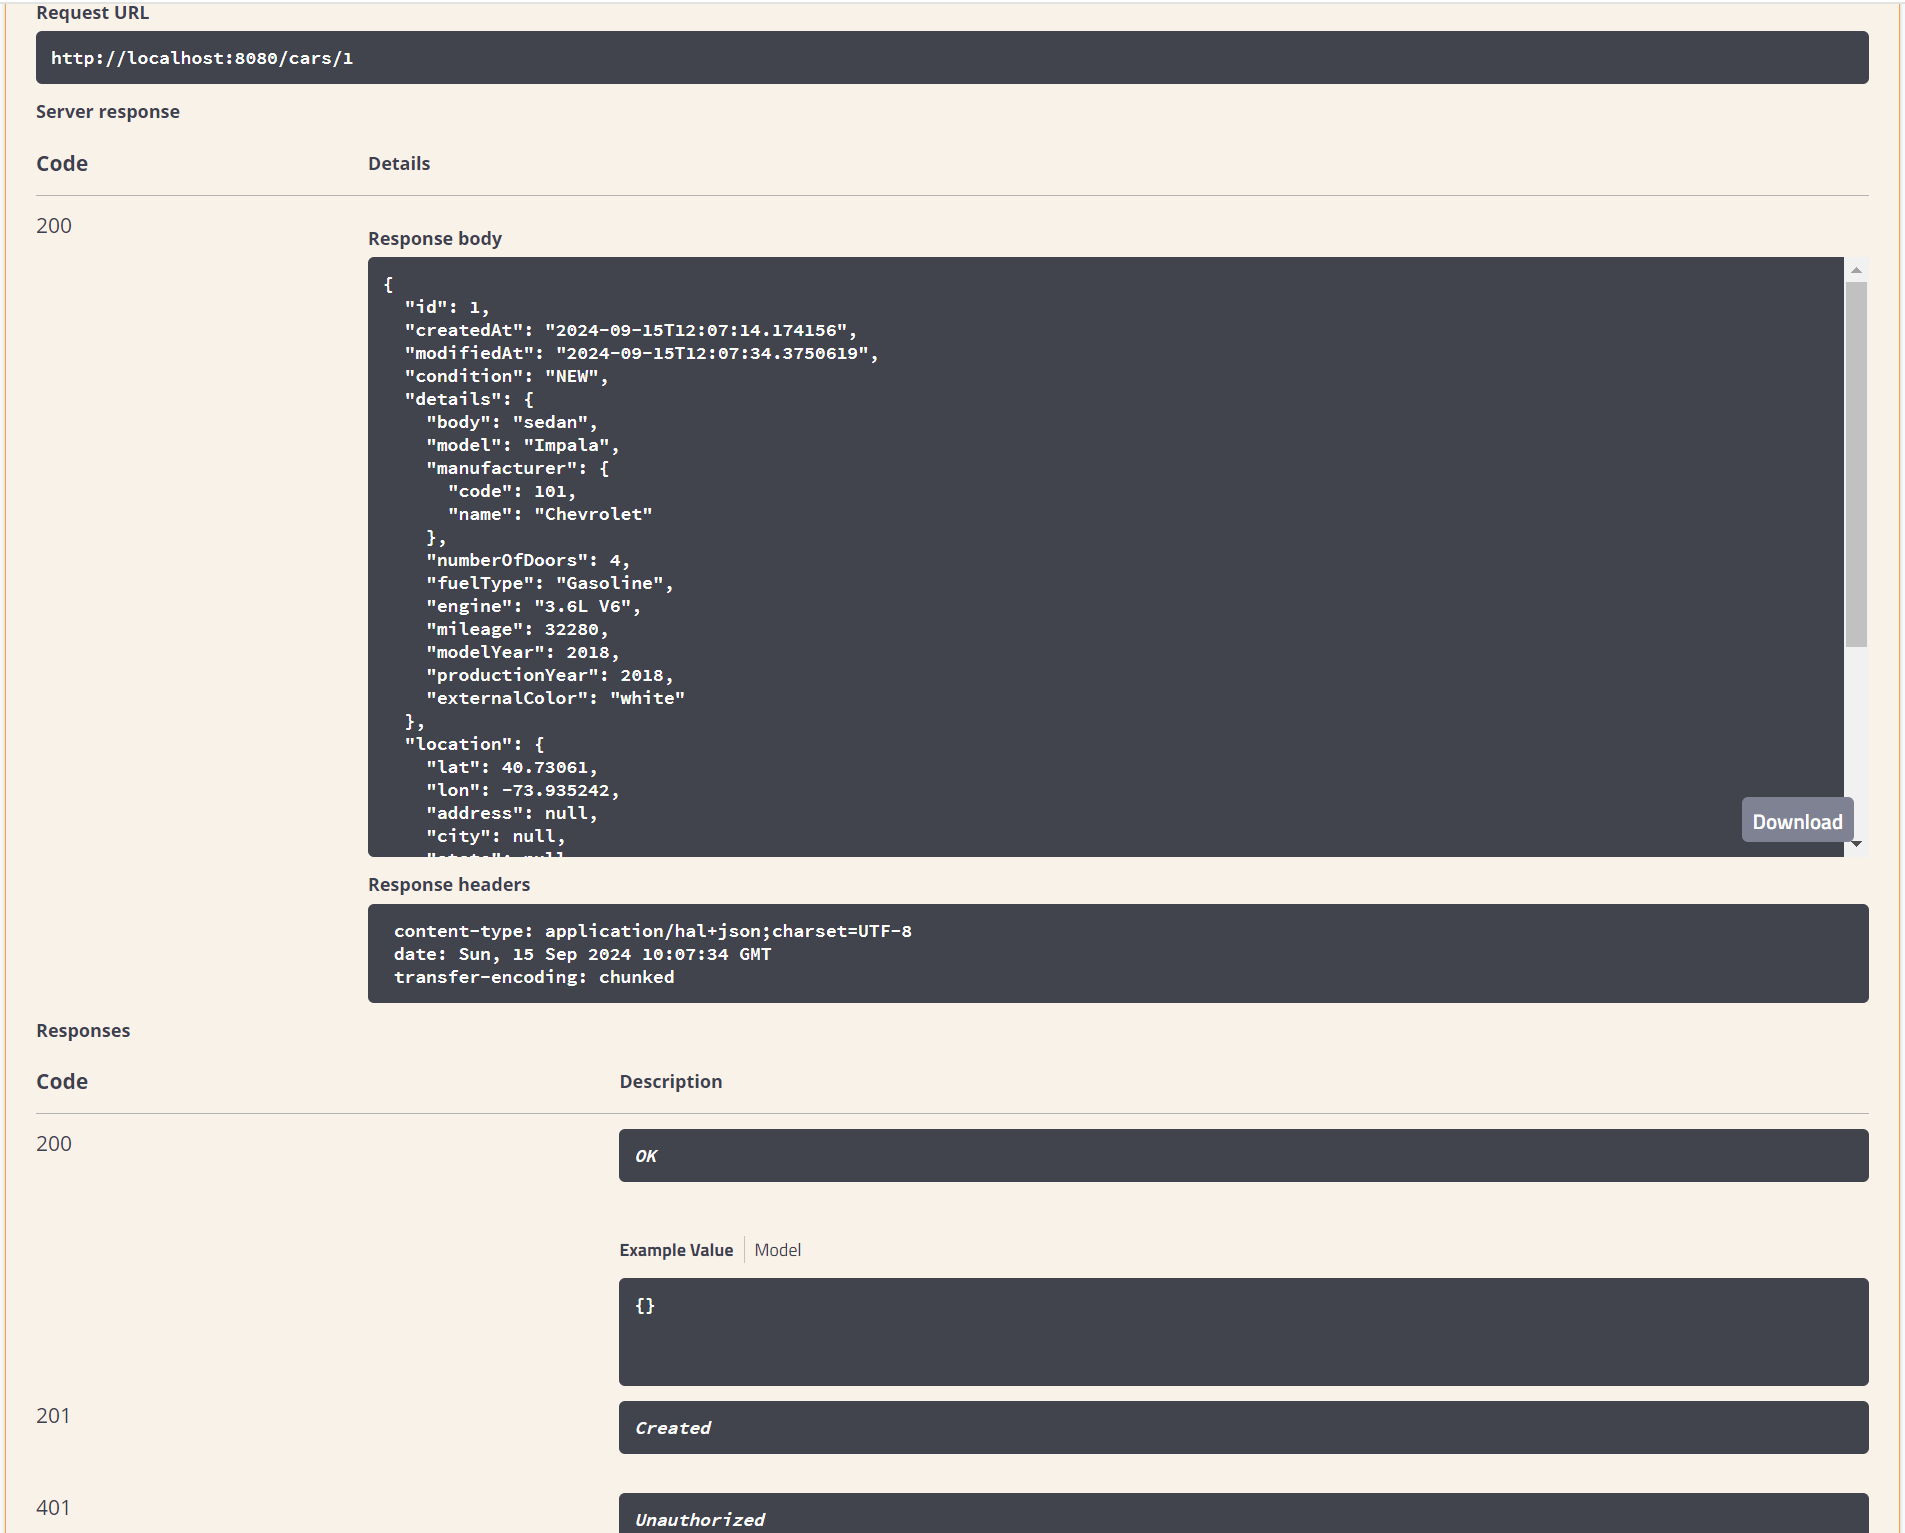 Request URL
http://localhost:8080/cars/1
Server response
Code Details
200
Response body
{
  "id": 1,
  "createdAt": "2024-09-15T12:07:14.174156",
  "modifiedAt": "2024-09-15T12:07:34.3750619",
  "condition": "NEW",
  "details": {
    "body": "sedan",
    "model": "Impala",
    "manufacturer": {
      "code": 101,
      "name": "Chevrolet"
    },
    "numberOfDoors": 4,
    "fuelType": "Gasoline",
    "engine": "3.6L V6",
    "mileage": 32280,
    "modelYear": 2018,
    "productionYear": 2018,
    "externalColor": "white"
  },
  "location": {
    "lat": 40.73061,
    "lon": -73.935242,
    "address": null,
    "city": null,
    "state": null
Download
Response headers
content-type: application/hal+json;charset=UTF-8
date: Sun, 15 Sep 2024 10:07:34 GMT
transfer-encoding: chunked
Responses
Code Description
200
OK
Example Value Model
{}
201
Created
401
Unauthorized